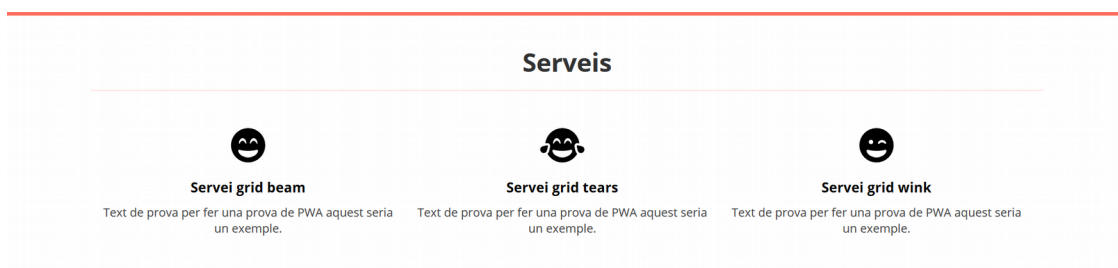 Serveis
Servei grid beam
Text de prova per fer una prova de PWA aquest seria
un exemple.
Servei grid tears
Text de prova per fer una prova de PWA aquest seria
un exemple.
Servei grid wink
Text de prova per fer una prova de PWA aquest seria
un exemple.